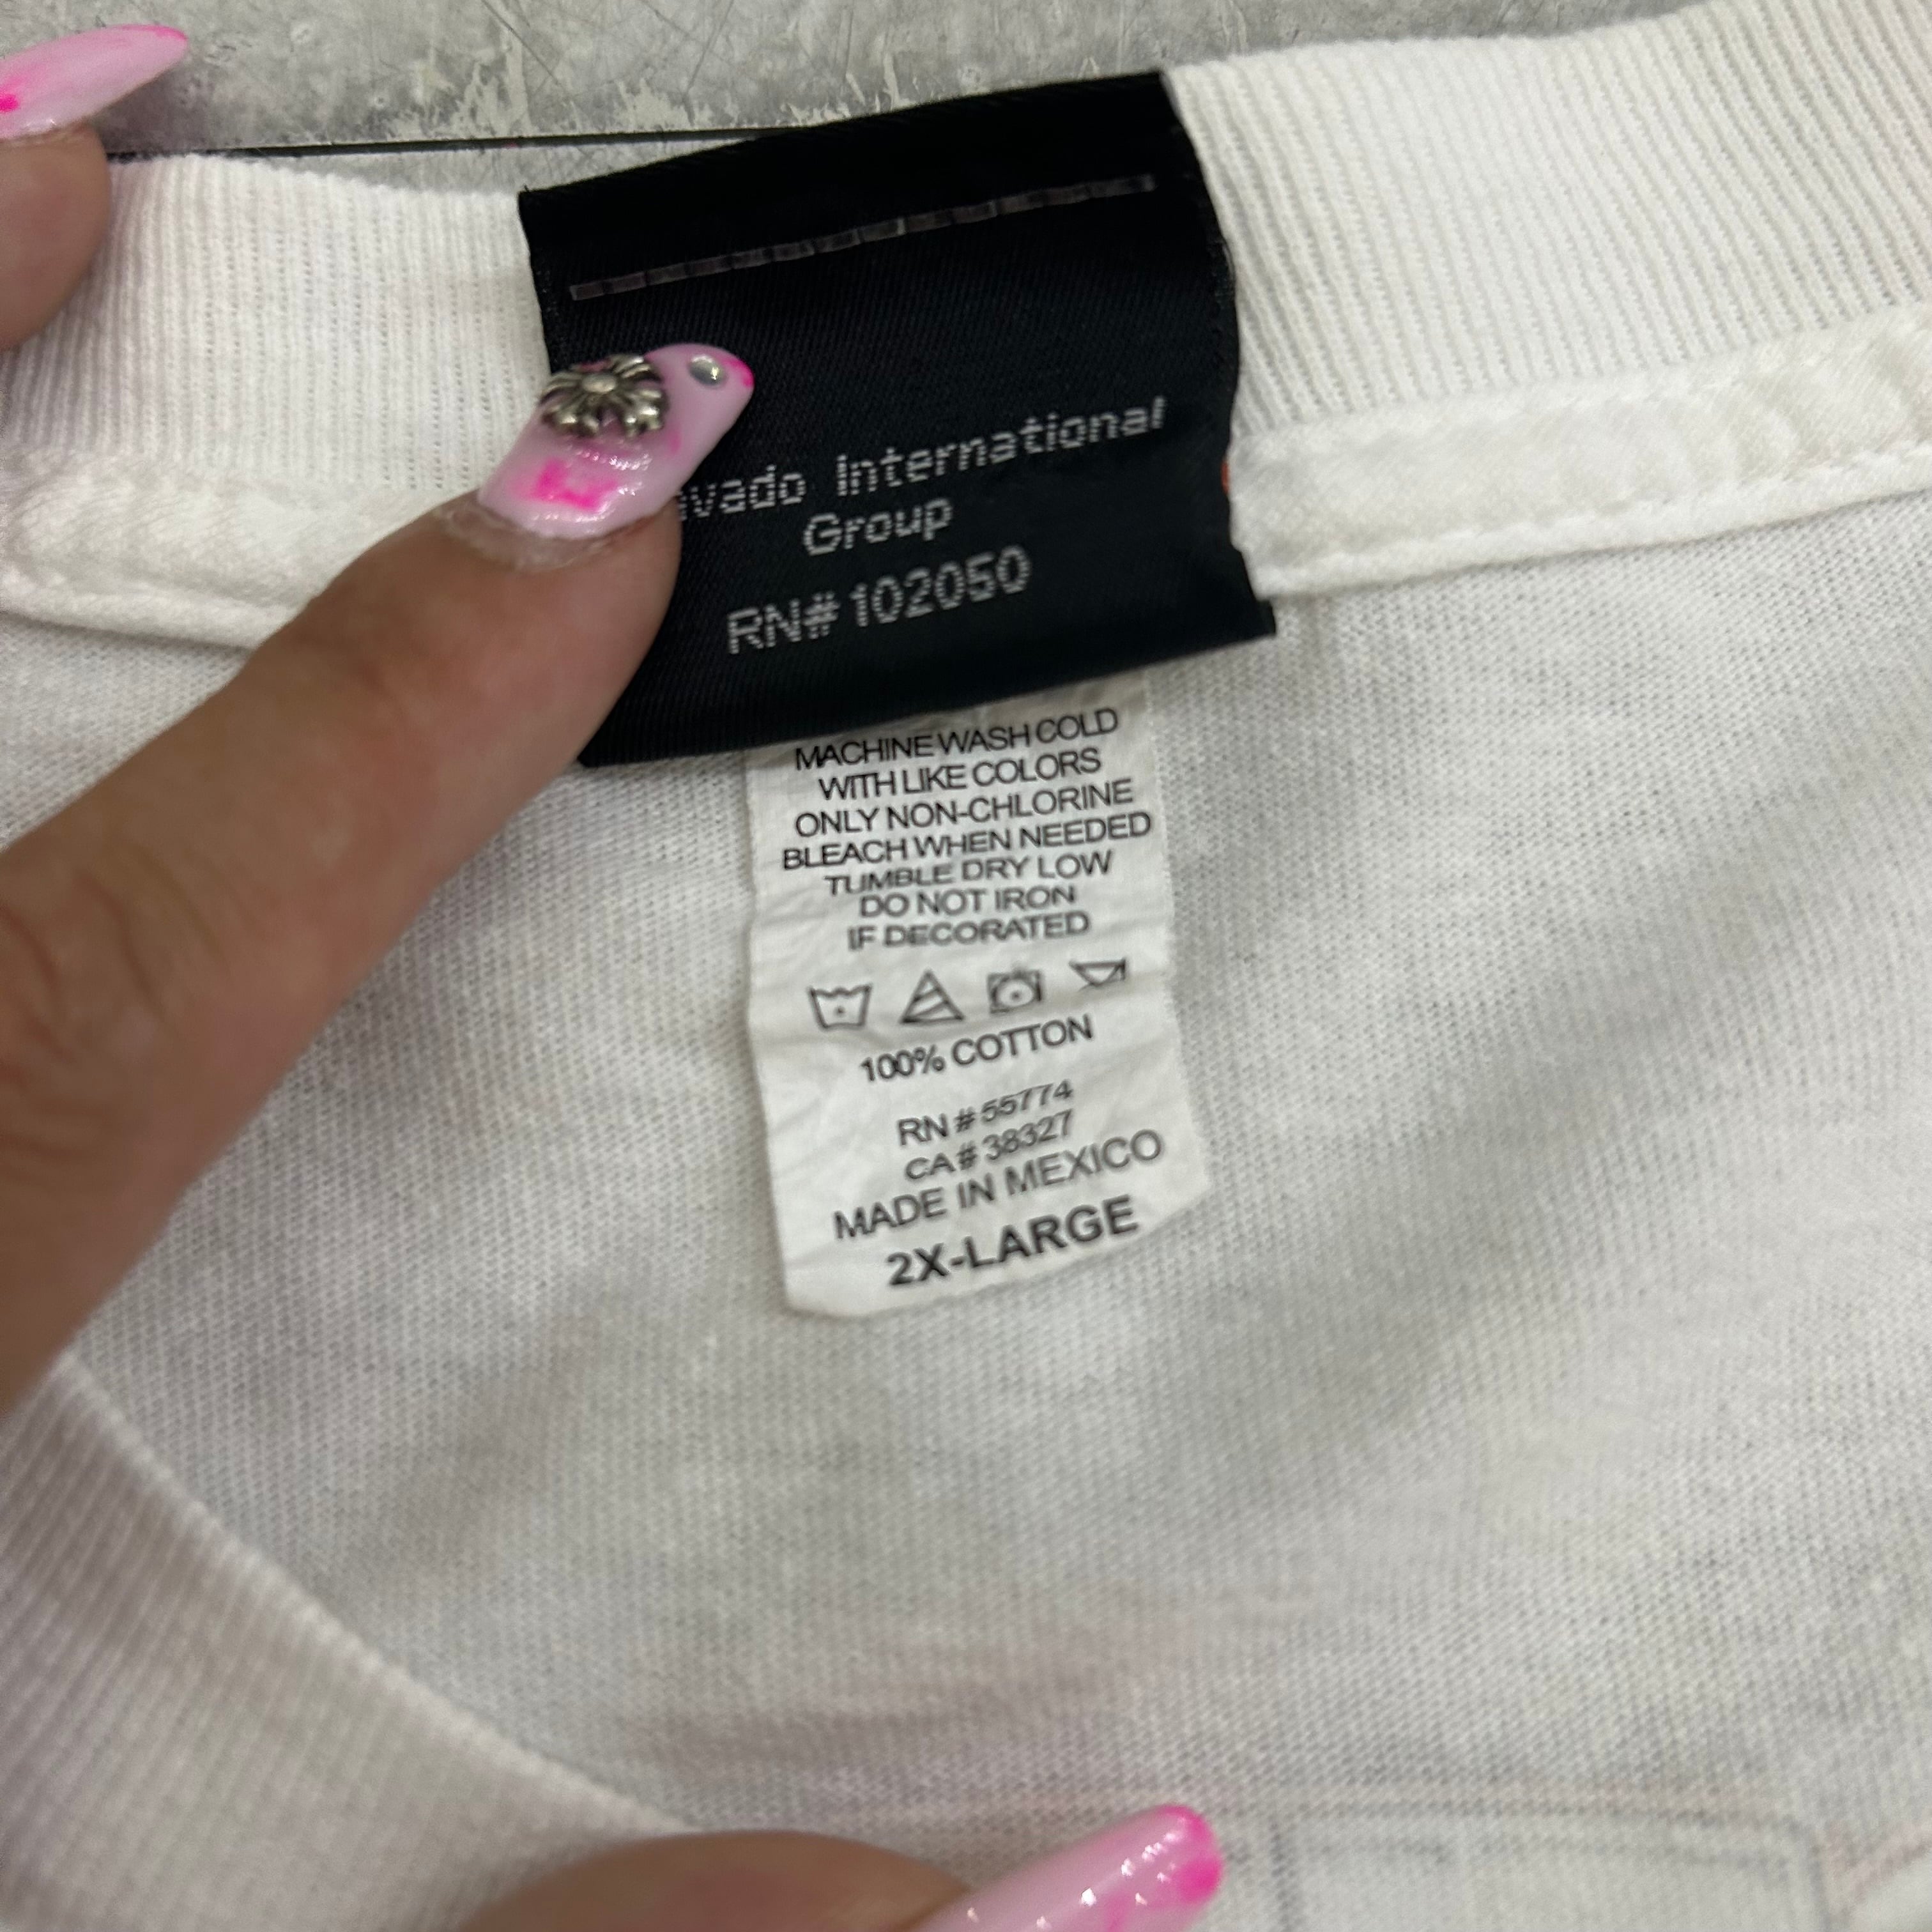 International
Group
RN#102050
MACHINE WASH COLD
WITH LIKE COLORS
ONLY NON-CHLORINE
BLEACH WHEN NEEDED
TUMBLE DRY LOW
DO NOT IRON
IF DECORATED
100% COTTON
RN # 55774
CA# 38327
MADE IN MEXICO
2X-LARGE